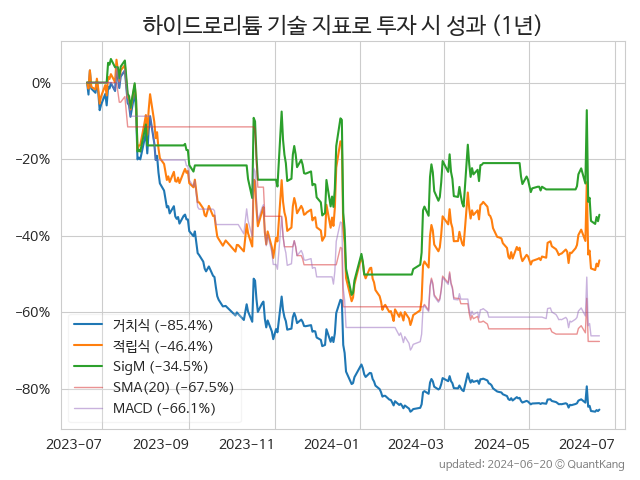 하이드로리튬 기술 지표로 투자 시 성과 (1년)
0%
−20%
−40%
−60%
−80%
거치식 (−85.4%)
적립식 (−46.4%)
SigM (−34.5%)
SMA(20) (−67.5%)
MACD (−66.1%)
2023−07 2023−09 2023−11 2024−01 2024−03 2024−05 2024−07
updated: 2024−06−20 ⓒ QuantKang